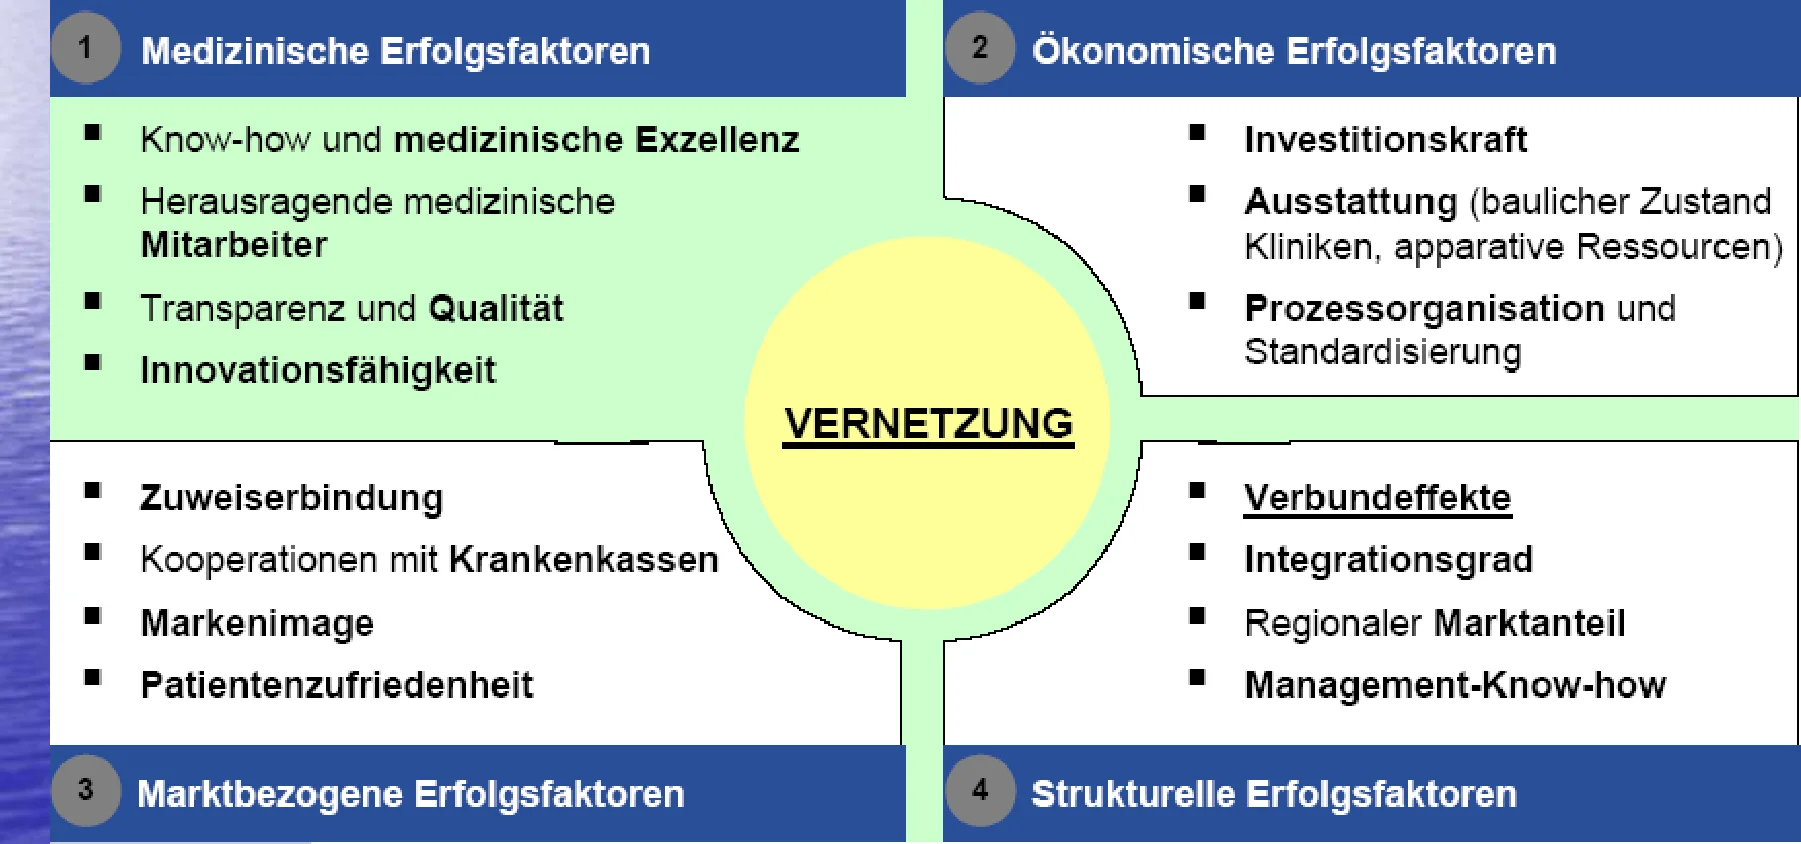 1 Medizinische Erfolgsfaktoren
▪ Know-how und medizinische Exzellenz
▪ Herausragende medizinische
Mitarbeiter
▪ Transparenz und Qualität
▪ Innovationsfähigkeit
2 Ökonomische Erfolgsfaktoren
▪ Investitionskraft
▪ Ausstattung (baulicher Zustand
Kliniken, apparative Ressourcen)
▪ Prozessorganisation und
Standardisierung
VERNETZUNG
▪ Zuweiserbindung
▪ Kooperationen mit Krankenkassen
▪ Markenimage
▪ Patientenzufriedenheit
3 Marktbezogene Erfolgsfaktoren
▪ Verbundeffekte
▪ Integrationsgrad
▪ Regionaler Marktanteil
▪ Management-Know-how
4 Strukturelle Erfolgsfaktoren